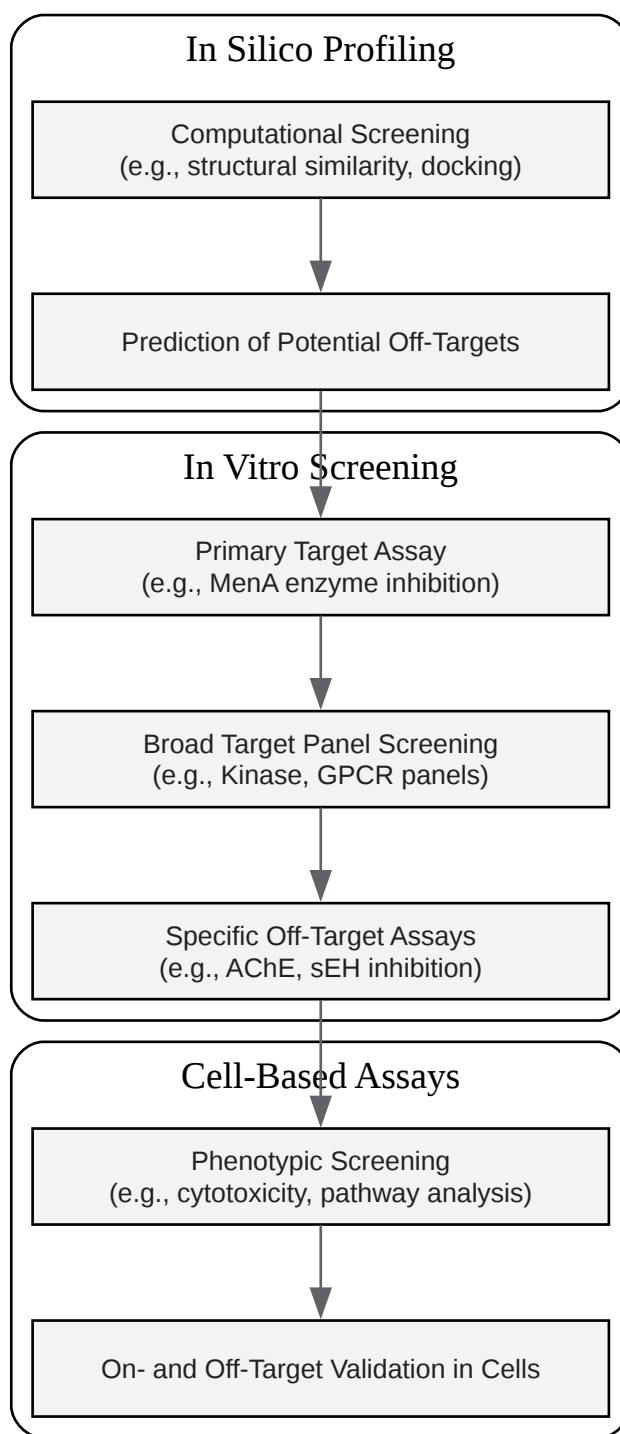 In Silico Profiling
Computational Screening
(e.g., structural similarity, docking)
Prediction of Potential Off-Targets
In Vitro Screening
Primary Target Assay
(e.g., MenA enzyme inhibition)
Broad Target Panel Screening
(e.g., Kinase, GPCR panels)
Specific Off-Target Assays
(e.g., AChE, sEH inhibition)
Cell-Based Assays
Phenotypic Screening
(e.g., cytotoxicity, pathway analysis)
On- and Off-Target Validation in Cells